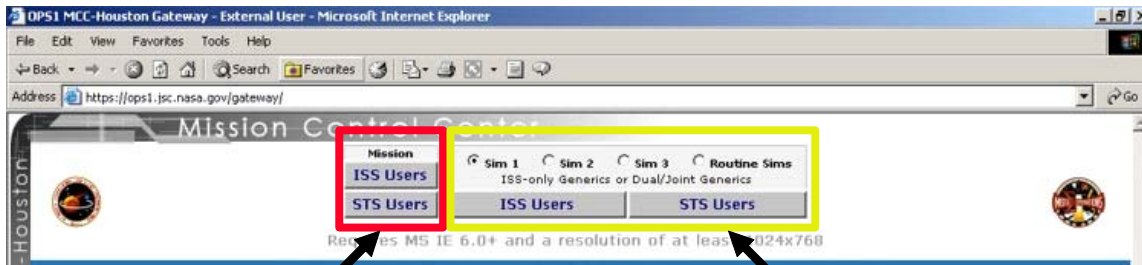 OPS1 MCC-Houston Gateway - External User - Microsoft Internet Explorer
File Edit View Favorites Tools Help
Back Search Favorites
Address https://ops1.jsc.nasa.gov/gateway/ Go
Mission Control Center
- Houston
Mission
ISS Users
STS Users
Sim 1 Sim 2 Sim 3 Routine Sims
ISS-only Generics or Dual/Joint Generics
ISS Users STS Users
Requires MS IE 6.0+ and a resolution of at least 1024x768